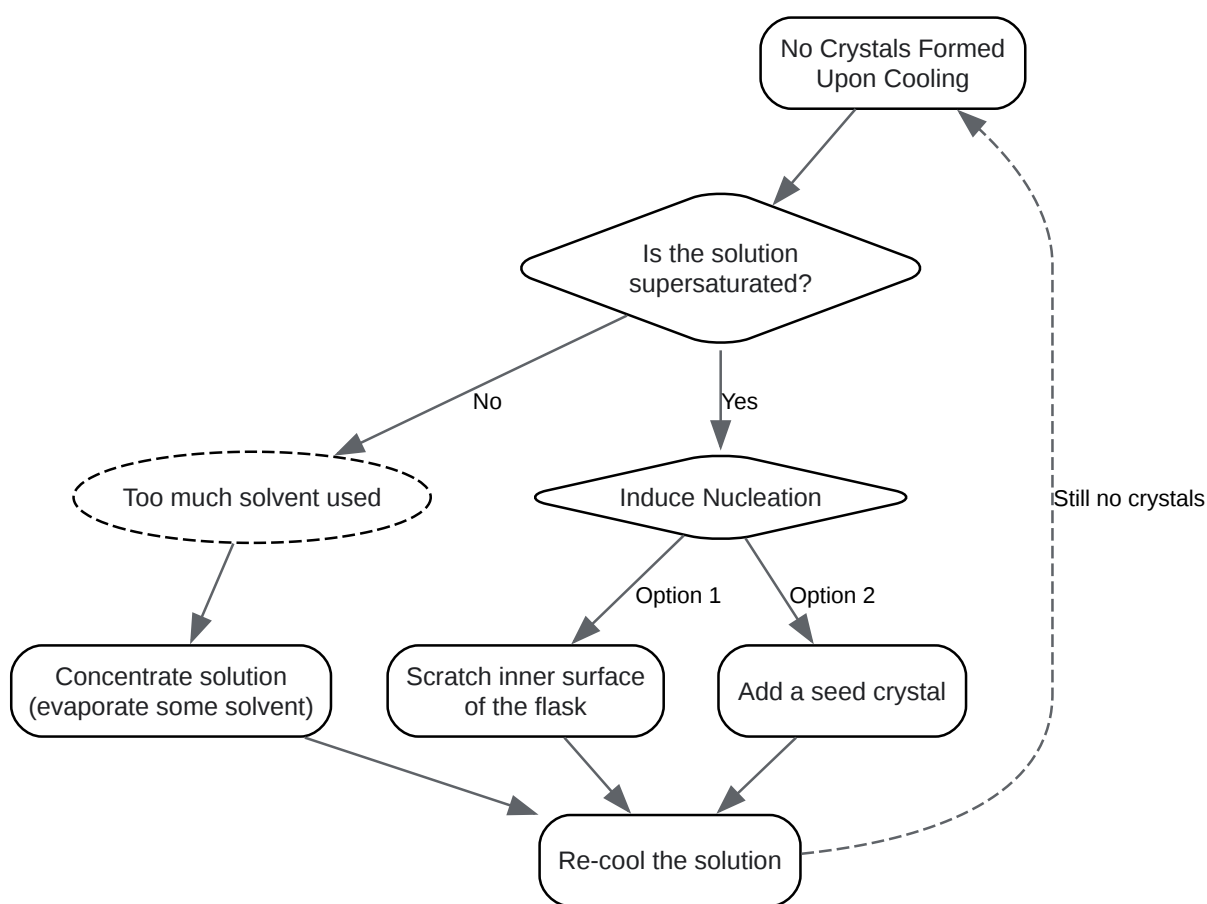 No Crystals Formed
Upon Cooling
Is the solution
supersaturated?
No
Yes
Too much solvent used
Induce Nucleation
Still no crystals
Option 1
Option 2
Concentrate solution
(evaporate some solvent)
Scratch inner surface
of the flask
Add a seed crystal
Re-cool the solution